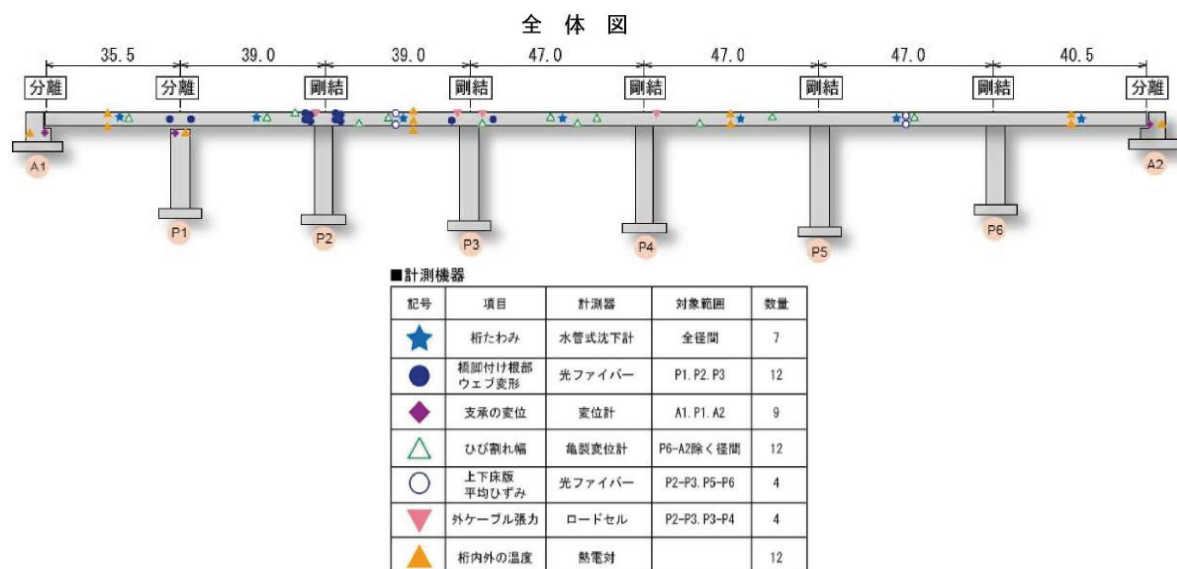 全体図
35.5 39.0 39.0 47.0 47.0 47.0 40.5
分離 分離 剛結 剛結 剛結 剛結 剛結 分離
A1 P1 P2 P3 P4 P5 P6 A2
■計測機器
記号 項目 計測器 対象範囲 数量
桁たわみ 水管式沈下計 全径間 7
橋脚付け根部
ウェブ変形 光ファイバー P1.P2.P3 12
支承の変位 変位計 A1.P1.A2 9
ひび割れ幅 亀裂変位計 P6-A2除く径間 12
上下床版
平均ひずみ 光ファイバー P2-P3.P5-P6 4
外ケーブル張力 ロードセル P2-P3.P3-P4 4
桁内外の温度 熱電対 12